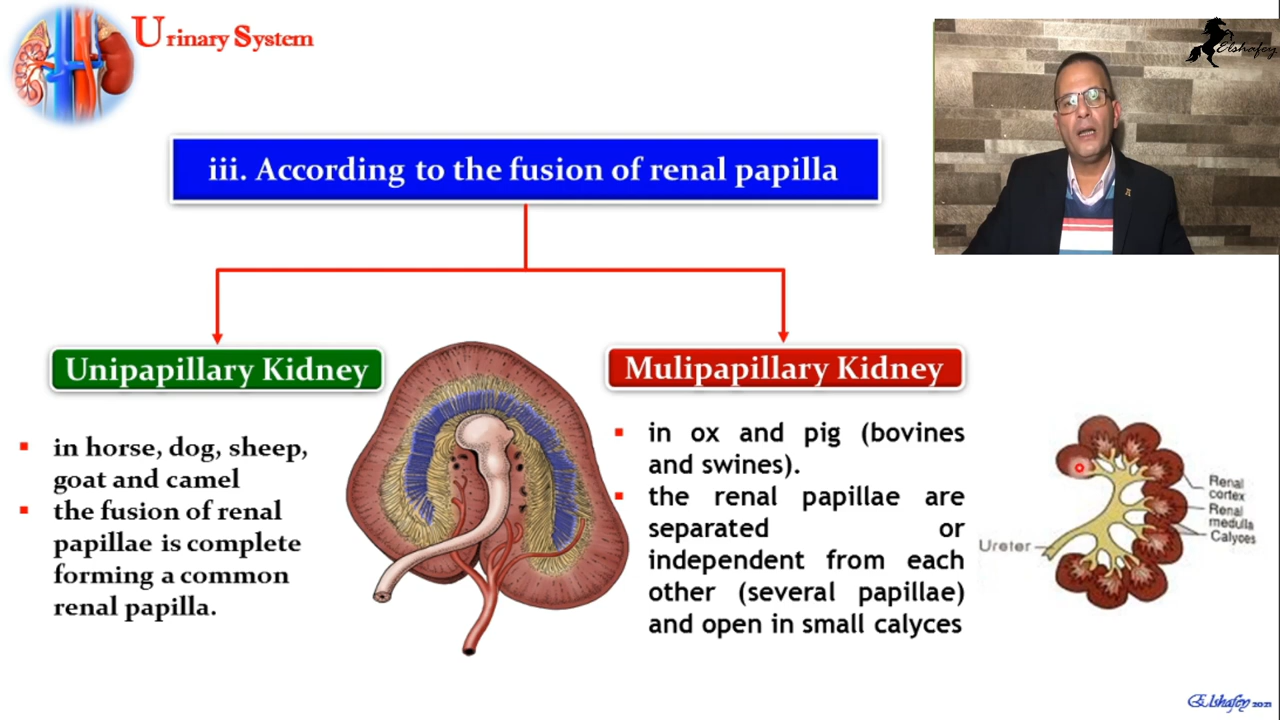 Urinary System
Elshafey
iii. According to the fusion of renal papilla
Unipapillary Kidney
Mulipapillary Kidney
in horse, dog, sheep,
goat and camel
the fusion of renal
papillae is complete
forming a common
renal papilla.
in ox and pig (bovines
and swines).
the renal papillae are
separated or
independent from each
other (several papillae)
and open in small calyces
Renal
cortex
Renal
medulla
Calyces
Ureter
Elshafey 2021